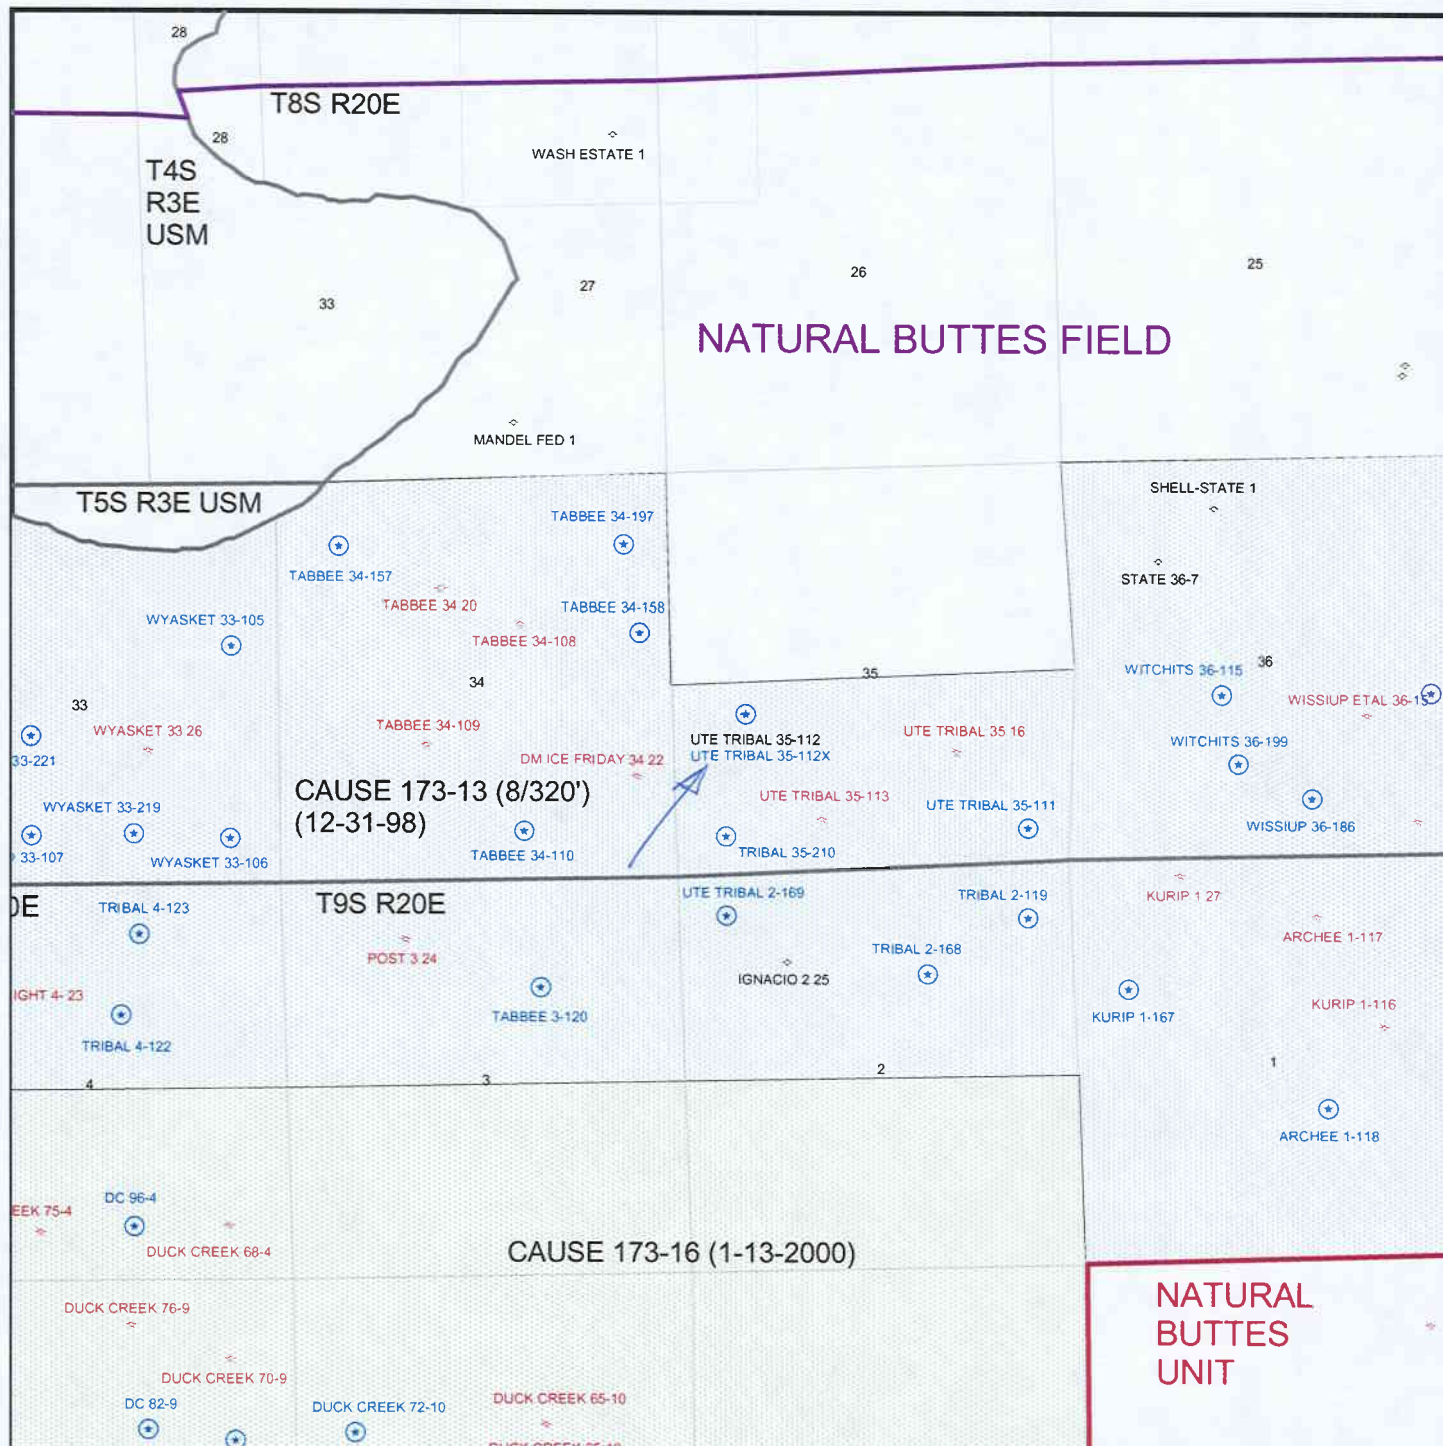 28
T8S R20E
28
WASH ESTATE 1
T4S
R3E
USM
26
25
27
33
NATURAL BUTTES FIELD
MANDEL FED 1
T5S R3E USM
SHELL-STATE 1
TABBEE 34-197
TABBEE 34-157
STATE 36-7
TABBEE 34 20
TABBEE 34-158
WYASKET 33-105
TABBEE 34-108
36
WITCHITS 36-115
35
34
33
WISSIUP ETAL 36-15
TABBEE 34-109
WYASKET 33 26
UTE TRIBAL 35 16
UTE TRIBAL 35-112
WITCHITS 36-199
UTE TRIBAL 35-112X
33-221
DM ICE FRIDAY 34 22
CAUSE 173-13 (8/320')
(12-31-98)
UTE TRIBAL 35-113
UTE TRIBAL 35-111
WYASKET 33-219
WISSIUP 36-186
33-107
WYASKET 33-106
TABBEE 34-110
TRIBAL 35-210
UTE TRIBAL 2-169
TRIBAL 2-119
KURIP 1 27
E
TRIBAL 4-123
T9S R20E
ARCHEE 1-117
POST 3 24
TRIBAL 2-168
IGNACIO 2 25
IGHT 4- 23
KURIP 1-116
TABBEE 3-120
KURIP 1-167
TRIBAL 4-122
1
2
3
4
ARCHEE 1-118
DC 96-4
EEK 75-4
DUCK CREEK 68-4
CAUSE 173-16 (1-13-2000)
NATURAL
BUTTES
UNIT
DUCK CREEK 76-9
DUCK CREEK 70-9
DC 82-9
DUCK CREEK 72-10
DUCK CREEK 65-10